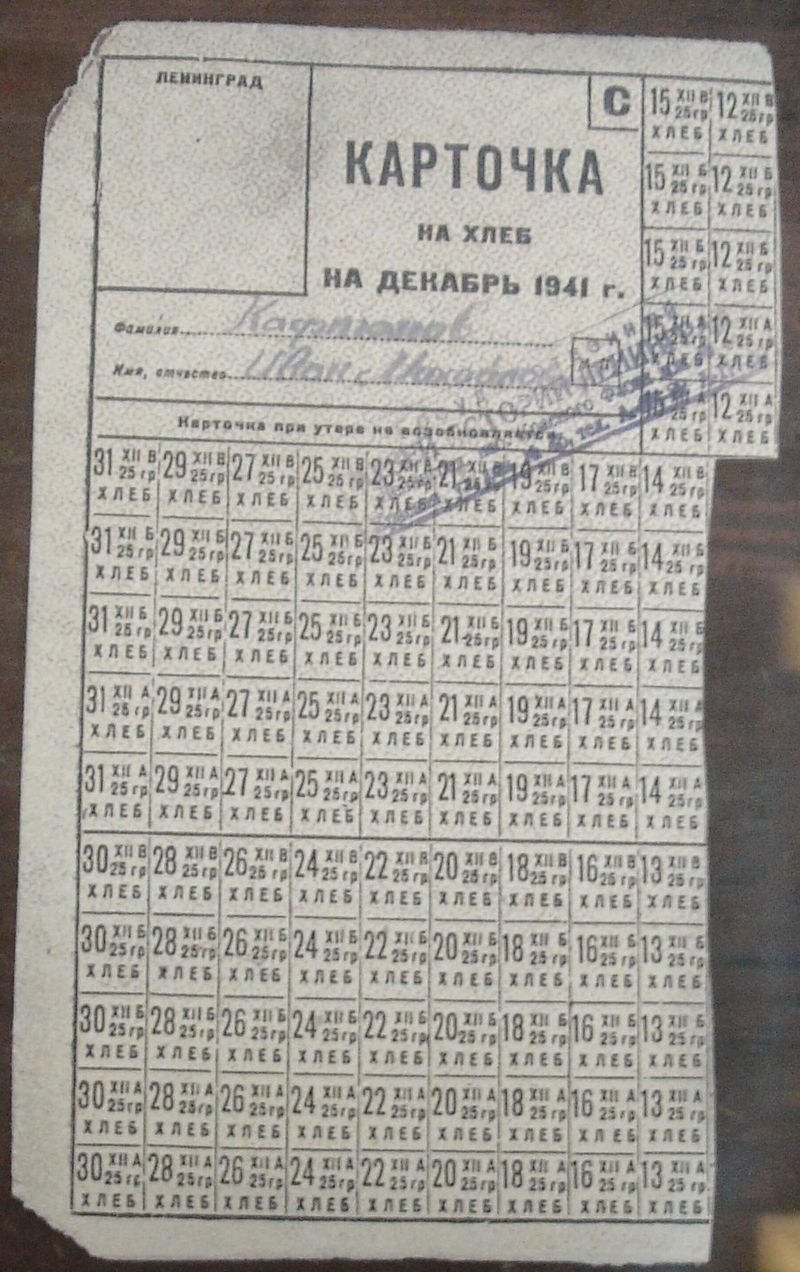 ЛЕНИНГРАД
С
КАРТОЧКА
НА ХЛЕБ
НА ДЕКАБРЬ 1941 г.
Фамилия
Имя, отчество Иван
Карточка при утере не возобновляется.
15 XII В 12 XII В
25 гр 25 гр
ХЛЕБ ХЛЕБ
15 XII Б 12 XII Б
25 гр 25 гр
ХЛЕБ ХЛЕБ
15 XII Б 12 XII Б
25 гр 25 гр
ХЛЕБ ХЛЕБ
15 XII А 12 XII А
25 гр 25 гр
ХЛЕБ ХЛЕБ
15 XII А 12 XII А
25 гр 25 гр
ХЛЕБ ХЛЕБ
31 XII В 29 XII В 27 XII В 25 XII В 23 XII В 21 XII В 19 XII В 17 XII В 14 XII В
25 гр 25 гр 25 гр 25 гр 25 гр 25 гр 25 гр 25 гр 25 гр
ХЛЕБ ХЛЕБ ХЛЕБ ХЛЕБ ХЛЕБ ХЛЕБ ХЛЕБ ХЛЕБ ХЛЕБ
31 XII Б 29 XII Б 27 XII Б 25 XII Б 23 XII Б 21 XII Б 19 XII Б 17 XII Б 14 XII Б
25 гр 25 гр 25 гр 25 гр 25 гр 25 гр 25 гр 25 гр 25 гр
ХЛЕБ ХЛЕБ ХЛЕБ ХЛЕБ ХЛЕБ ХЛЕБ ХЛЕБ ХЛЕБ ХЛЕБ
31 XII Б 29 XII Б 27 XII Б 25 XII Б 23 XII Б 21 XII Б 19 XII Б 17 XII Б 14 XII Б
25 гр 25 гр 25 гр 25 гр 25 гр 25 гр 25 гр 25 гр 25 гр
ХЛЕБ ХЛЕБ ХЛЕБ ХЛЕБ ХЛЕБ ХЛЕБ ХЛЕБ ХЛЕБ ХЛЕБ
31 XII А 29 XII А 27 XII А 25 XII А 23 XII А 21 XII А 19 XII А 17 XII А 14 XII А
25 гр 25 гр 25 гр 25 гр 25 гр 25 гр 25 гр 25 гр 25 гр
ХЛЕБ ХЛЕБ ХЛЕБ ХЛЕБ ХЛЕБ ХЛЕБ ХЛЕБ ХЛЕБ ХЛЕБ
31 XII А 29 XII А 27 XII А 25 XII А 23 XII А 21 XII А 19 XII А 17 XII А 14 XII А
25 гр 25 гр 25 гр 25 гр 25 гр 25 гр 25 гр 25 гр 25 гр
ХЛЕБ ХЛЕБ ХЛЕБ ХЛЕБ ХЛЕБ ХЛЕБ ХЛЕБ ХЛЕБ ХЛЕБ
30 XII В 28 XII В 26 XII В 24 XII В 22 XII В 20 XII В 18 XII В 16 XII В 13 XII В
25 гр 25 гр 25 гр 25 гр 25 гр 25 гр 25 гр 25 гр 25 гр
ХЛЕБ ХЛЕБ ХЛЕБ ХЛЕБ ХЛЕБ ХЛЕБ ХЛЕБ ХЛЕБ ХЛЕБ
30 XII Б 28 XII Б 26 XII Б 24 XII Б 22 XII Б 20 XII Б 18 XII Б 16 XII Б 13 XII Б
25 гр 25 гр 25 гр 25 гр 25 гр 25 гр 25 гр 25 гр 25 гр
ХЛЕБ ХЛЕБ ХЛЕБ ХЛЕБ ХЛЕБ ХЛЕБ ХЛЕБ ХЛЕБ ХЛЕБ
30 XII Б 28 XII Б 26 XII Б 24 XII Б 22 XII Б 20 XII Б 18 XII Б 16 XII Б 13 XII Б
25 гр 25 гр 25 гр 25 гр 25 гр 25 гр 25 гр 25 гр 25 гр
ХЛЕБ ХЛЕБ ХЛЕБ ХЛЕБ ХЛЕБ ХЛЕБ ХЛЕБ ХЛЕБ ХЛЕБ
30 XII А 28 XII А 26 XII А 24 XII А 22 XII А 20 XII А 18 XII А 16 XII А 13 XII А
25 гр 25 гр 25 гр 25 гр 25 гр 25 гр 25 гр 25 гр 25 гр
ХЛЕБ ХЛЕБ ХЛЕБ ХЛЕБ ХЛЕБ ХЛЕБ ХЛЕБ ХЛЕБ ХЛЕБ
30 XII А 28 XII А 26 XII А 24 XII А 22 XII А 20 XII А 18 XII А 16 XII А 13 XII А
25 гр 25 гр 25 гр 25 гр 25 гр 25 гр 25 гр 25 гр 25 гр
ХЛЕБ ХЛЕБ ХЛЕБ ХЛЕБ ХЛЕБ ХЛЕБ ХЛЕБ ХЛЕБ ХЛЕБ